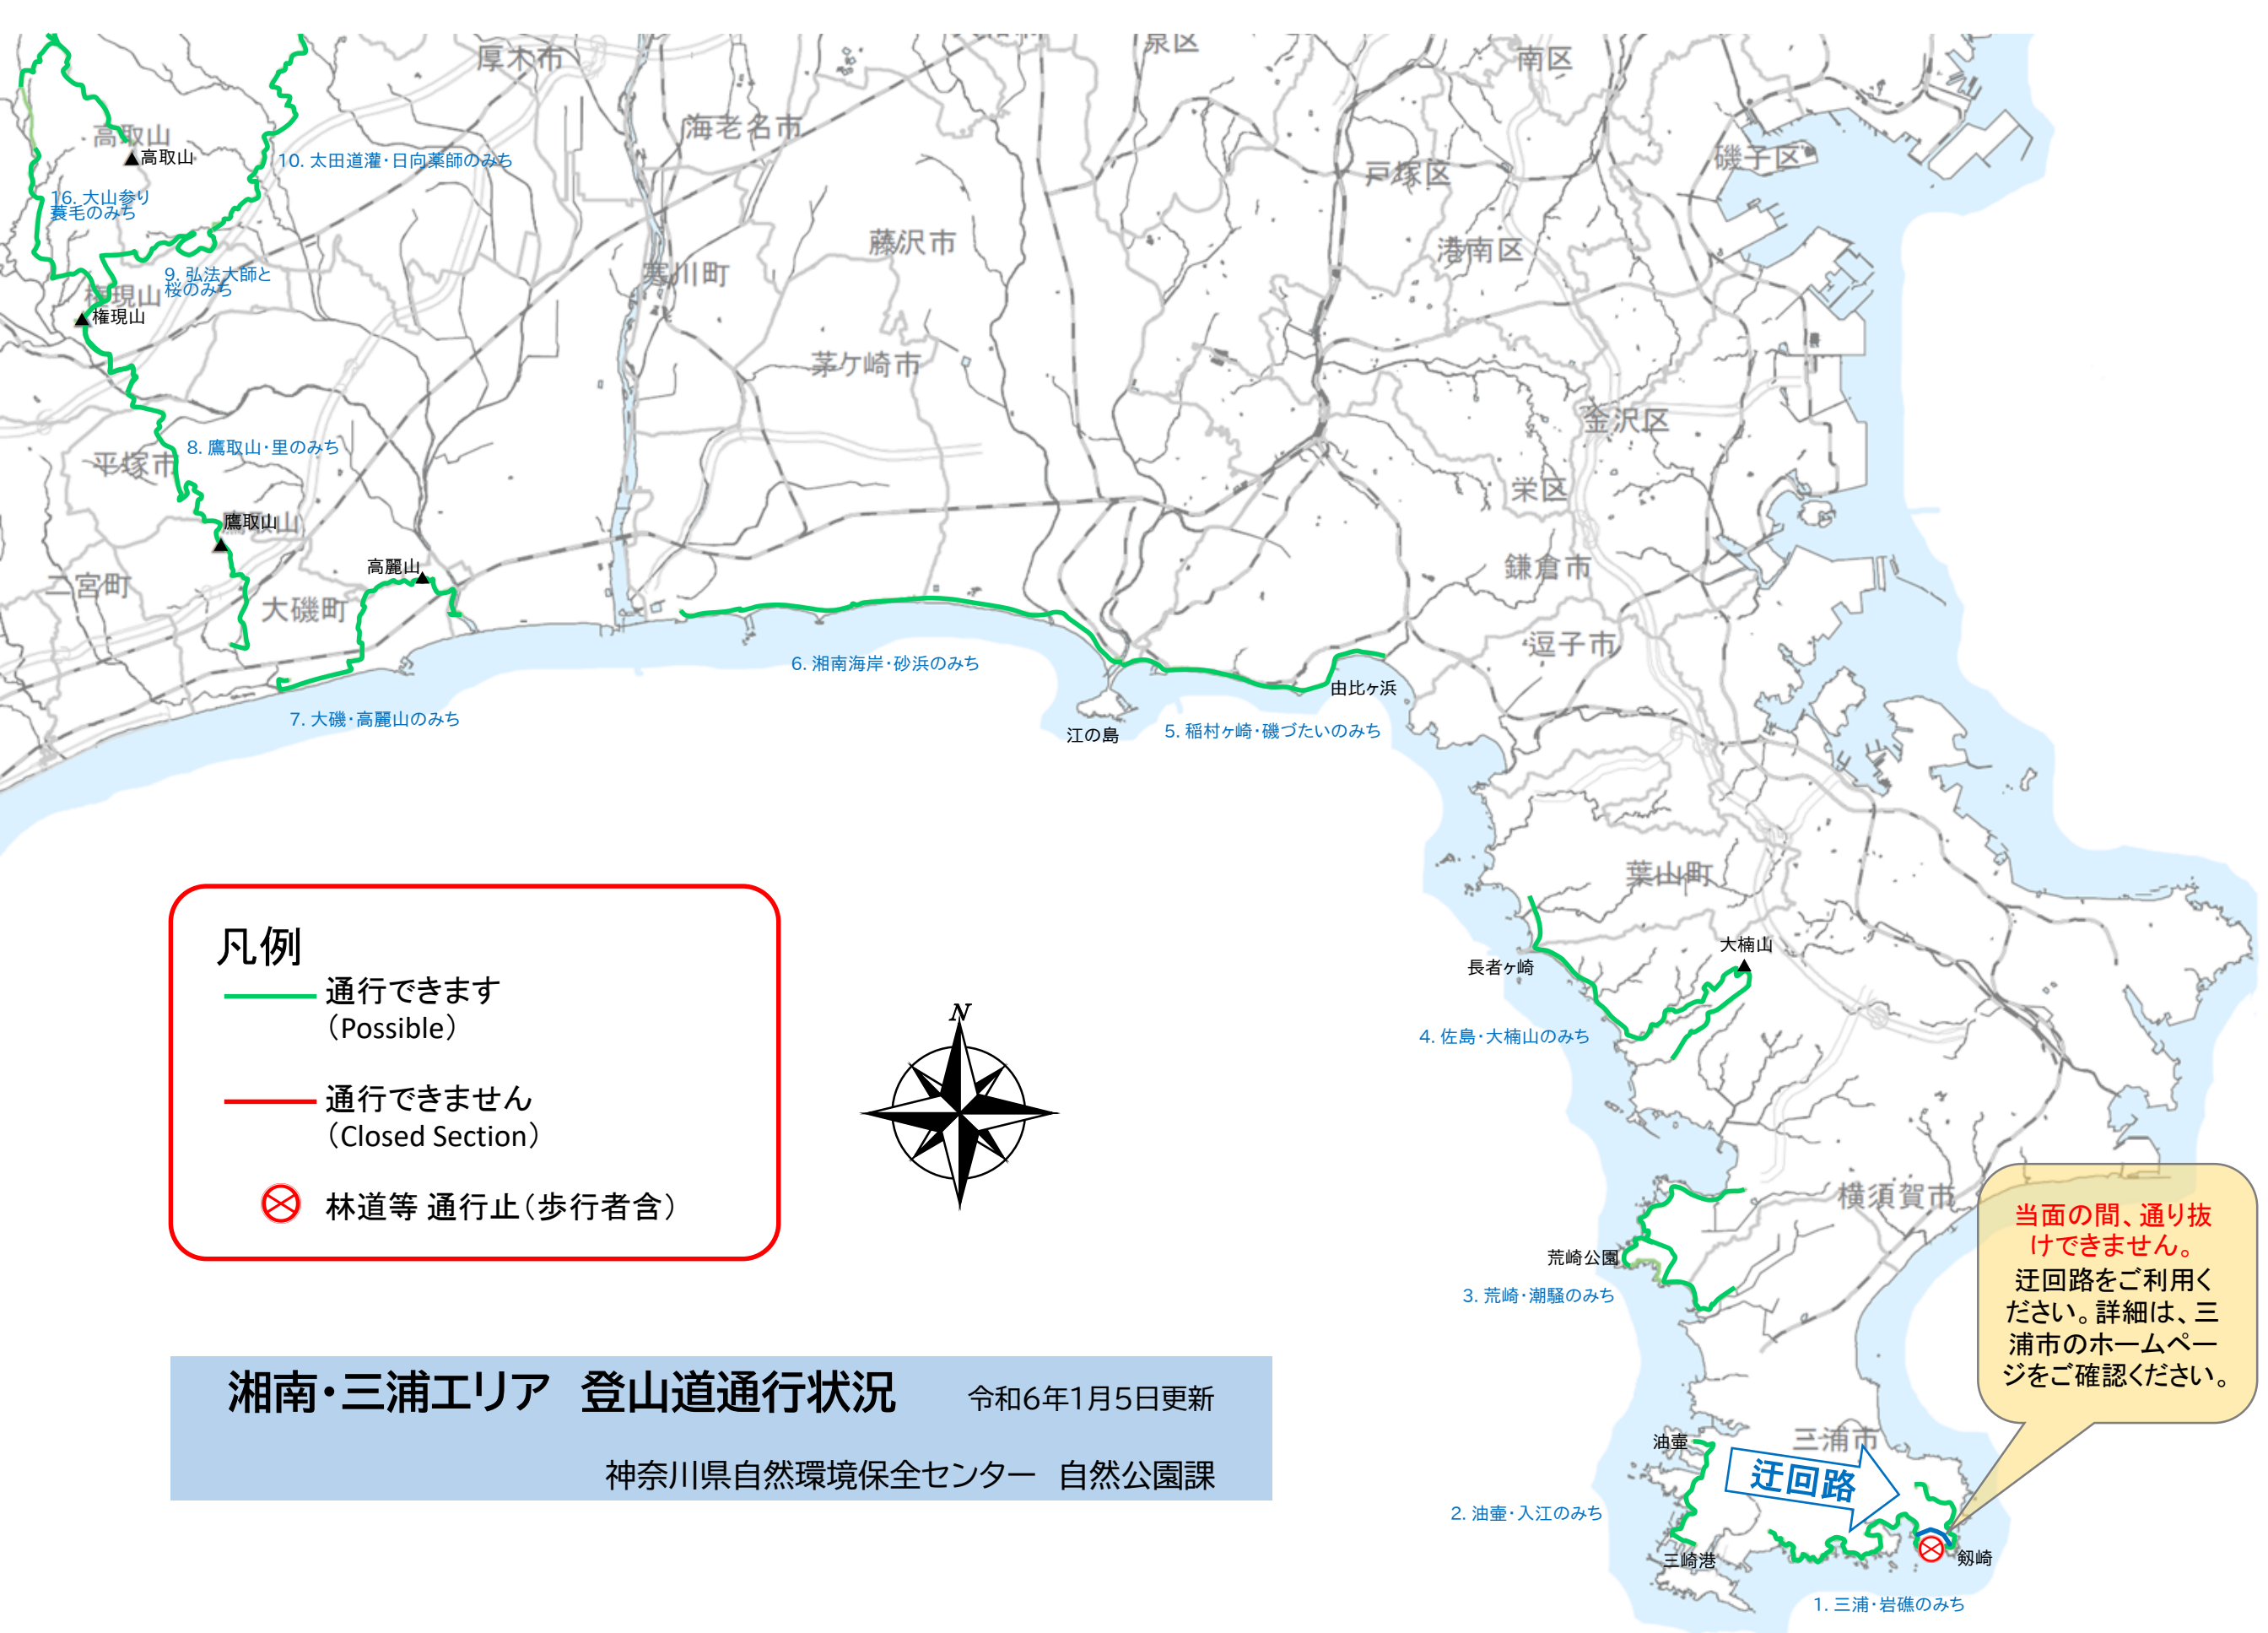 泉区
厚木市
南区
海老名市
高取山
高取山
磯子区
10. 太田道灌・日向薬師のみち
戸塚区
16. 大山参り
蓑毛のみち
藤沢市
港南区
9. 弘法大師と
桜のみち
寒川町
権現山
権現山
茅ケ崎市
金沢区
8. 鷹取山・里のみち
平塚市
栄区
鷹取山
鷹取山
高麗山
鎌倉市
二宮町
大磯町
逗子市
6. 湘南海岸・砂浜のみち
由比ヶ浜
7. 大磯・高麗山のみち
江の島
5. 稲村ヶ崎・磯づたいのみち
葉山町
大楠山
長者ヶ崎
4. 佐島・大楠山のみち
凡例
通行できます
（Possible）
通行できません
（Closed Section）
林道等 通行止（歩行者含）
N
横須賀市
荒崎公園
3. 荒崎・潮騒のみち
当面の間、通り抜
けできません。
迂回路をご利用く
ださい。詳細は、三
浦市のホームペー
ジをご確認ください。
湘南・三浦エリア　登山道通行状況　令和6年1月5日更新
神奈川県自然環境保全センター　自然公園課
油壷
三浦市
迂回路
2. 油壷・入江のみち
三崎港
剱崎
1. 三浦・岩礁のみち